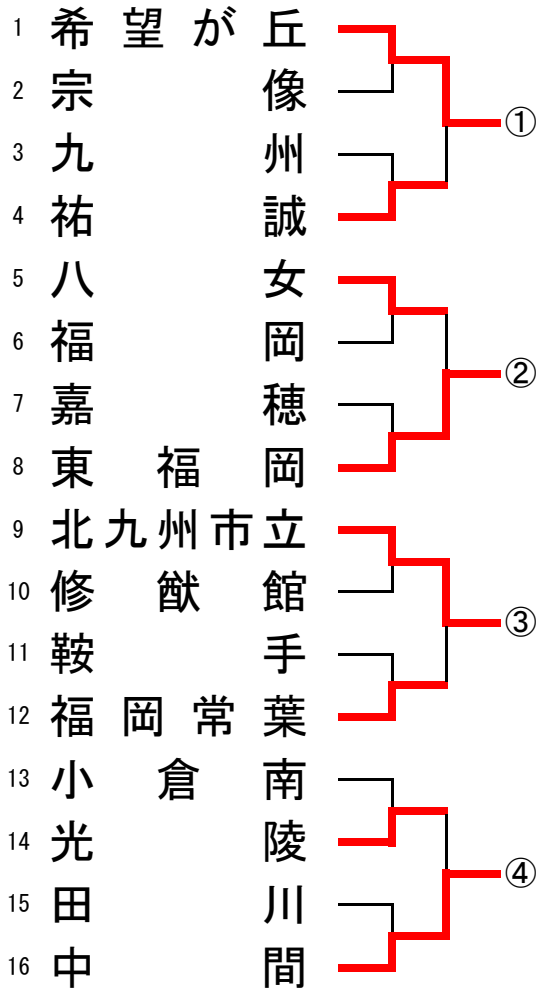 1 希望が丘
2 宗像
①
3 九州
4 祐誠
5 八女
6 福岡
②
7 嘉穂
8 東福岡
9 北九州市立
10 修猷館
③
11 鞍手
12 福岡常葉
13 小倉南
14 光陵
④
15 田川
16 中間